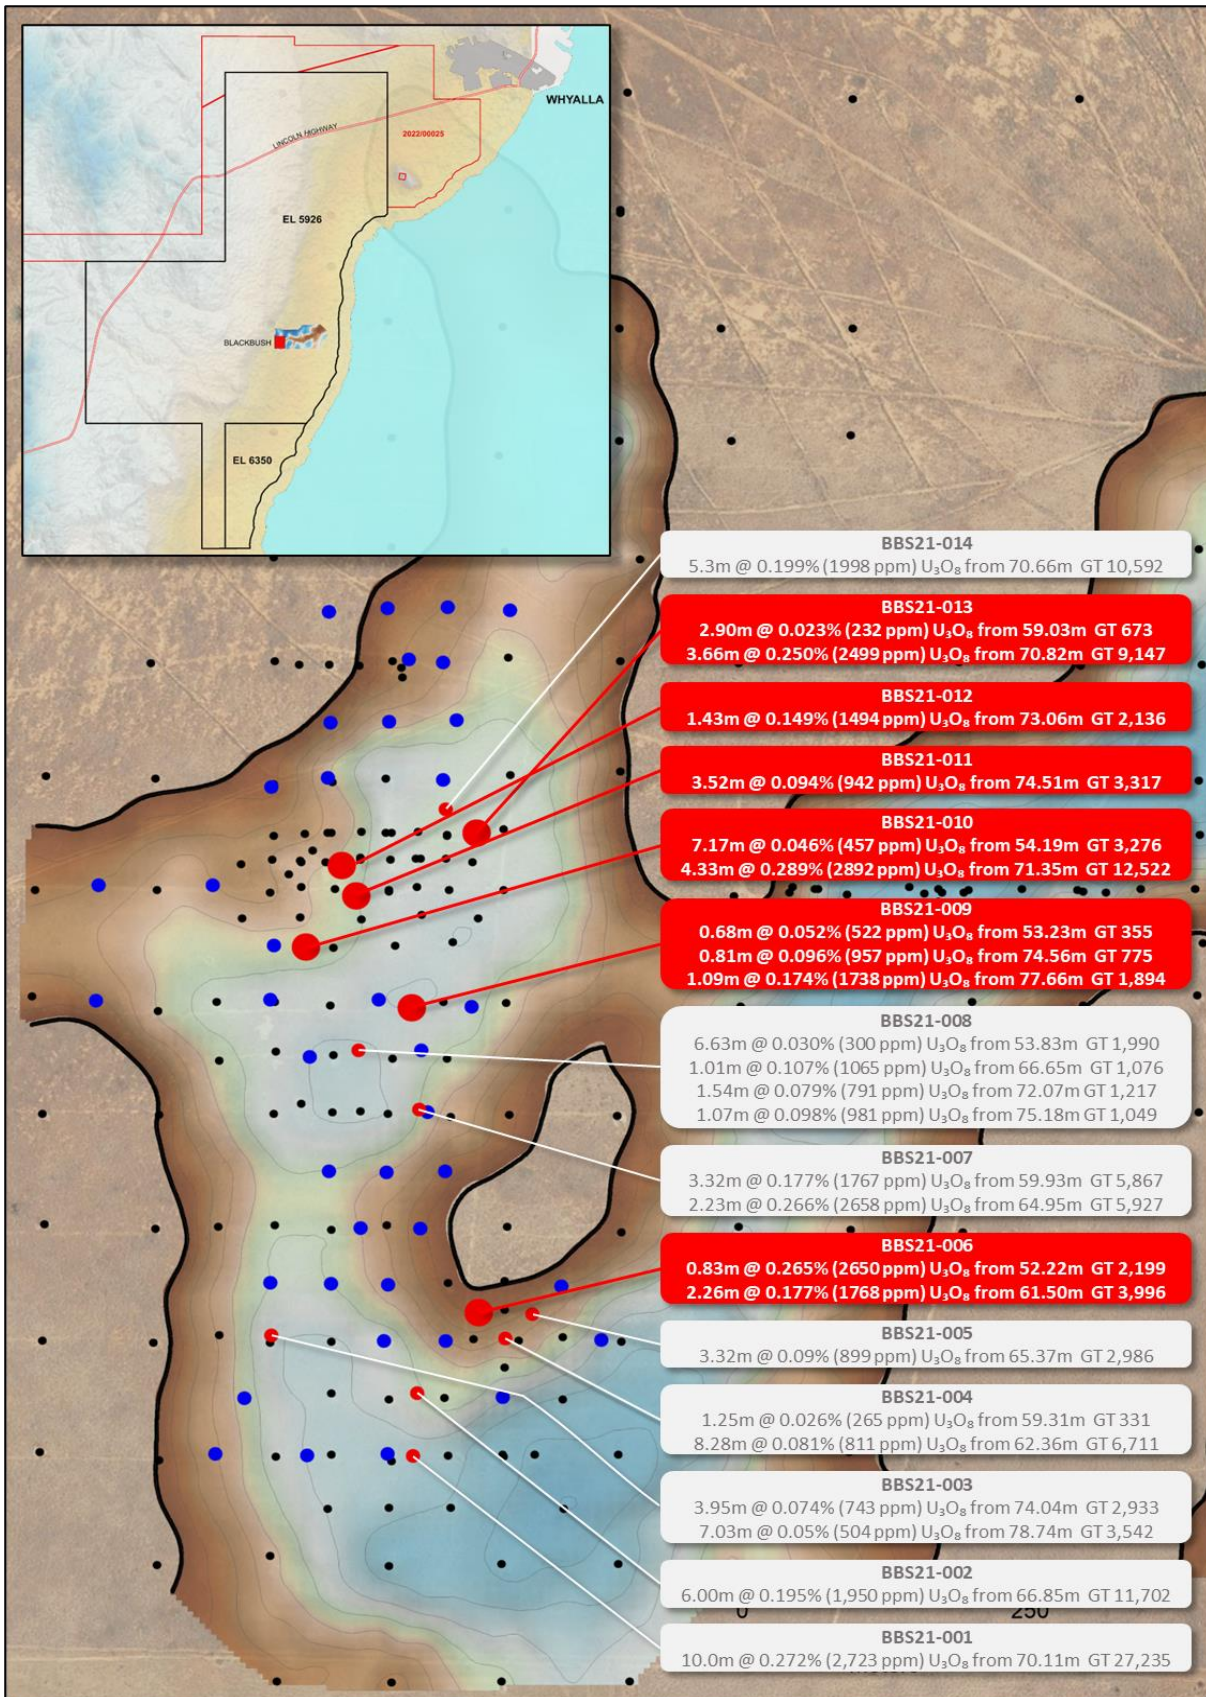 WHYALLA
LINCOLN HIGHWAY
2022/00025
EL 5926
BLACKBUSH
EL 6350
BBS21-014
5.3m @ 0.199% (1998 ppm) U₃O₈ from 70.66m GT 10,592
BBS21-013
2.90m @ 0.023% (232 ppm) U₃O₈ from 59.03m GT 673
3.66m @ 0.250% (2499 ppm) U₃O₈ from 70.82m GT 9,147
BBS21-012
1.43m @ 0.149% (1494 ppm) U₃O₈ from 73.06m GT 2,136
BBS21-011
3.52m @ 0.094% (942 ppm) U₃O₈ from 74.51m GT 3,317
BBS21-010
7.17m @ 0.046% (457 ppm) U₃O₈ from 54.19m GT 3,276
4.33m @ 0.289% (2892 ppm) U₃O₈ from 71.35m GT 12,522
BBS21-009
0.68m @ 0.052% (522 ppm) U₃O₈ from 53.23m GT 355
0.81m @ 0.096% (957 ppm) U₃O₈ from 74.56m GT 775
1.09m @ 0.174% (1738 ppm) U₃O₈ from 77.66m GT 1,894
BBS21-008
6.63m @ 0.030% (300 ppm) U₃O₈ from 53.83m GT 1,990
1.01m @ 0.107% (1065 ppm) U₃O₈ from 66.65m GT 1,076
1.54m @ 0.079% (791 ppm) U₃O₈ from 72.07m GT 1,217
1.07m @ 0.098% (981 ppm) U₃O₈ from 75.18m GT 1,049
BBS21-007
3.32m @ 0.177% (1767 ppm) U₃O₈ from 59.93m GT 5,867
2.23m @ 0.266% (2658 ppm) U₃O₈ from 64.95m GT 5,927
BBS21-006
0.83m @ 0.265% (2650 ppm) U₃O₈ from 52.22m GT 2,199
2.26m @ 0.177% (1768 ppm) U₃O₈ from 61.50m GT 3,996
BBS21-005
3.32m @ 0.09% (899 ppm) U₃O₈ from 65.37m GT 2,986
BBS21-004
1.25m @ 0.026% (265 ppm) U₃O₈ from 59.31m GT 331
8.28m @ 0.081% (811 ppm) U₃O₈ from 62.36m GT 6,711
BBS21-003
3.95m @ 0.074% (743 ppm) U₃O₈ from 74.04m GT 2,933
7.03m @ 0.05% (504 ppm) U₃O₈ from 78.74m GT 3,542
BBS21-002
6.00m @ 0.195% (1,950 ppm) U₃O₈ from 66.85m GT 11,702
0 250
BBS21-001
10.0m @ 0.272% (2,723 ppm) U₃O₈ from 70.11m GT 27,235